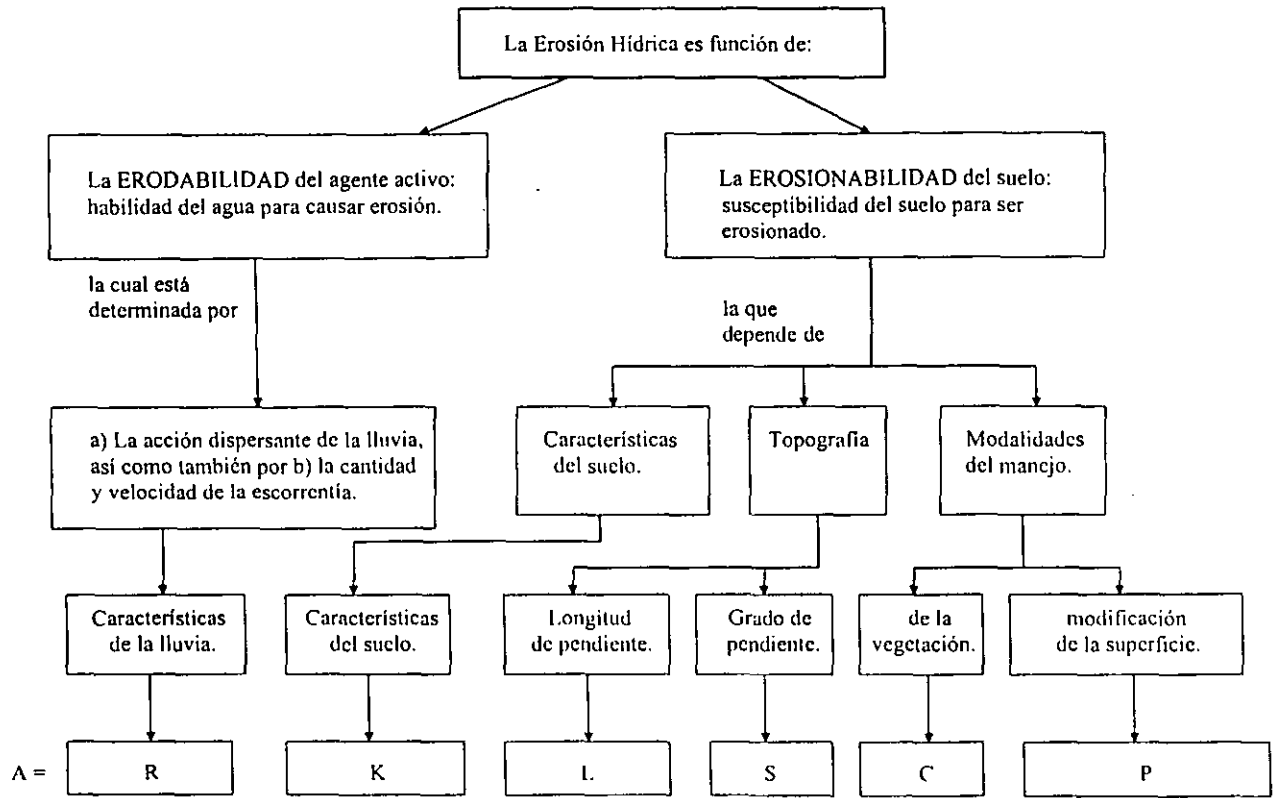 La Erosión Hídrica es función de:
La ERODABILIDAD del agente activo:
habilidad del agua para causar erosión.
La EROSIONABILIDAD del suelo:
susceptibilidad del suelo para ser
erosionado.
la cual está
determinada por
la que
depende de
a) La acción dispersante de la lluvia,
así como también por b) la cantidad
y velocidad de la escorrentía.
Características
del suelo.
Topografía
Modalidades
del manejo.
Características
de la lluvia.
Características
del suelo.
Longitud
de pendiente.
Grado de
pendiente.
de la
vegetación.
modificación
de la superficie.
A = R K L S C P